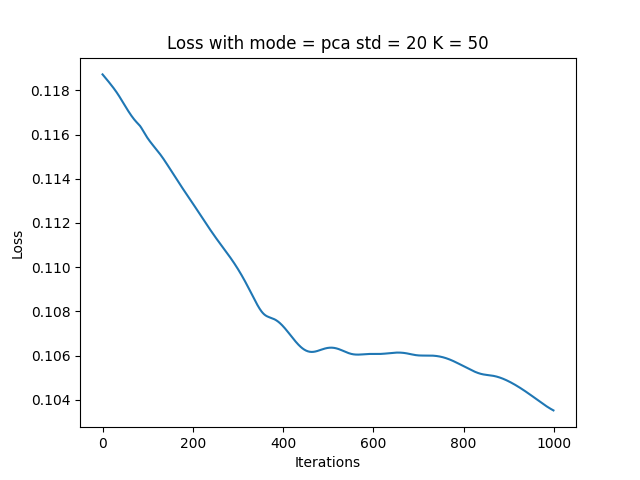 Loss with mode = pca std = 20 K = 50
0.118
0.116
0.114
0.112
0.110
0.108
0.106
0.104
Loss
0 200 400 600 800 1000
Iterations